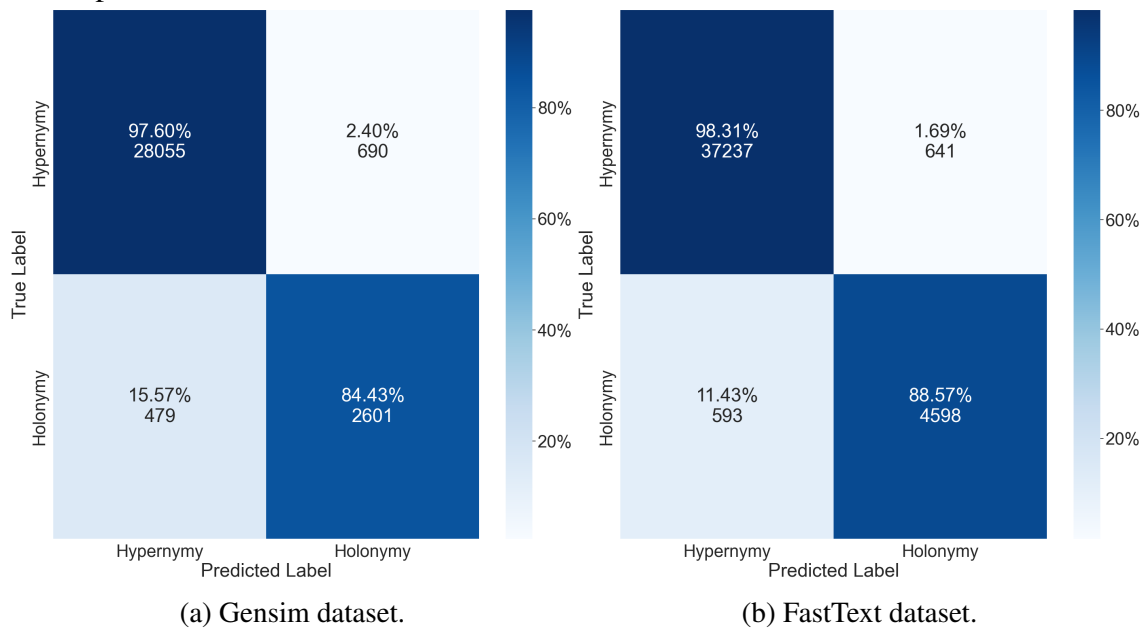 97.60%
28055
2.40%
690
15.57%
479
84.43%
2601
Hypernymy
Holonymy
True Label
Hypernymy
Holonymy
Predicted Label
80%
60%
40%
20%
(a) Gensim dataset.
98.31%
37237
1.69%
641
11.43%
593
88.57%
4598
Hypernymy
Holonymy
True Label
Hypernymy
Holonymy
Predicted Label
80%
60%
40%
20%
(b) FastText dataset.